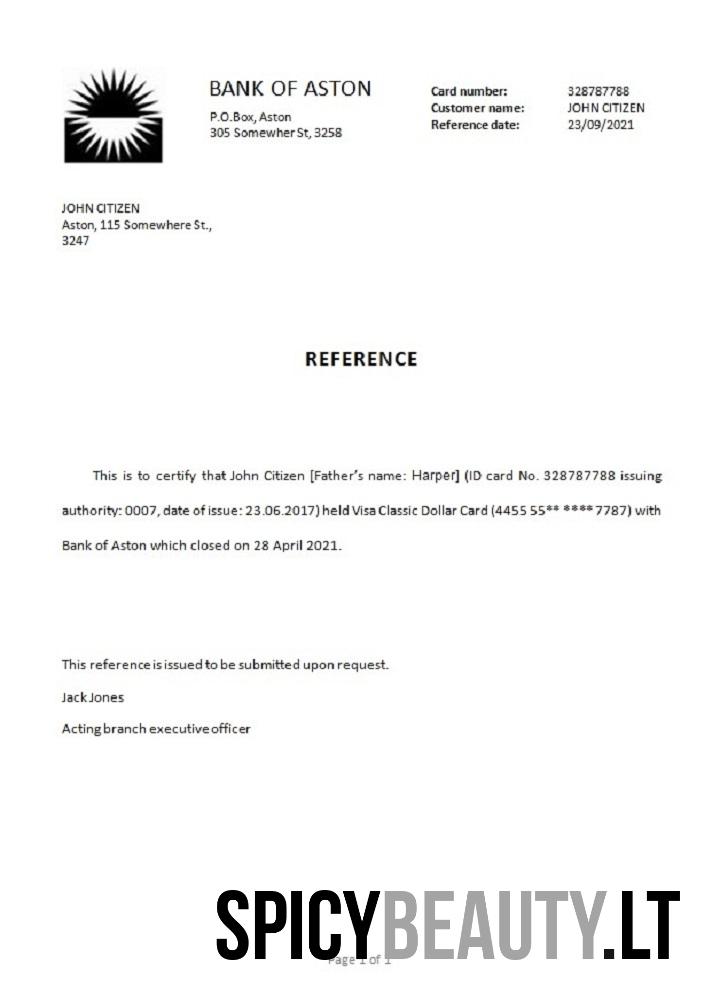 BANK OF ASTON
P.O.Box, Aston
305 Somewher St, 3258
Card number: 328787788
Customer name: JOHN CITIZEN
Reference date: 23/09/2021
JOHN CITIZEN
Aston, 115 Somewhere St.,
3247
REFERENCE
This is to certify that John Citizen [Father's name: Harper] (ID card No. 328787788 issuing
authority: 0007, date of issue: 23.06.2017) held Visa Classic Dollar Card (4455 55** **** 7787) with
Bank of Aston which closed on 28 April 2021.
This reference is issued to be submitted upon request.
Jack Jones
Acting branch executive officer
SPICYBEAUTY.LT
Page 1 of 1